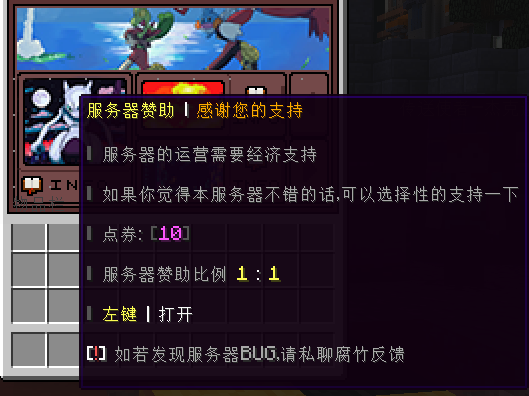 服务器赞助 | 感谢您的支持
服务器的运营需要经济支持
如果你觉得本服务器不错的话,可以选择性的支持一下
点券: [10]
服务器赞助比例 1 : 1
左键 | 打开
[!] 如若发现服务器BUG,请私聊腐竹反馈
IN